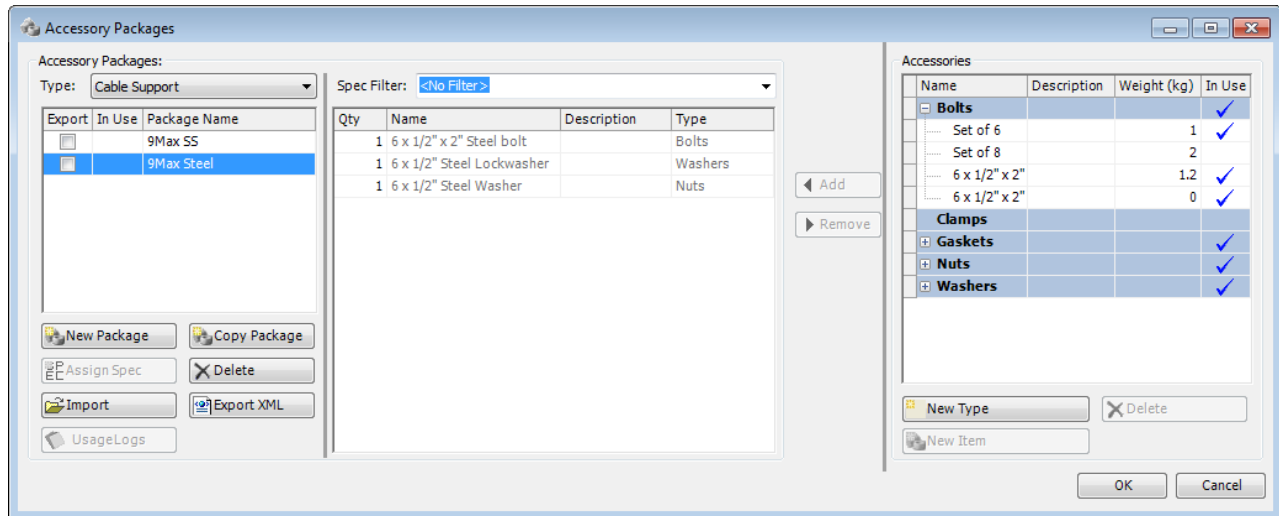 Accessory Packages
Accessory Packages:
Type: Cable Support
Export In Use Package Name
9Max SS
9Max Steel
New Package Copy Package
Assign Spec Delete
Import Export XML
UsageLogs
Spec Filter: <No Filter>
Qty Name Description Type
1 6 x 1/2" x 2" Steel bolt Bolts
1 6 x 1/2" Steel Lockwasher Washers
1 6 x 1/2" Steel Washer Nuts
Add
Remove
Accessories
Name Description Weight (kg) In Use
Bolts
Set of 6 1
Set of 8 2
6 x 1/2" x 2" 1.2
6 x 1/2" x 2" 0
Clamps
Gaskets
Nuts
Washers
New Type Delete
New Item
OK Cancel